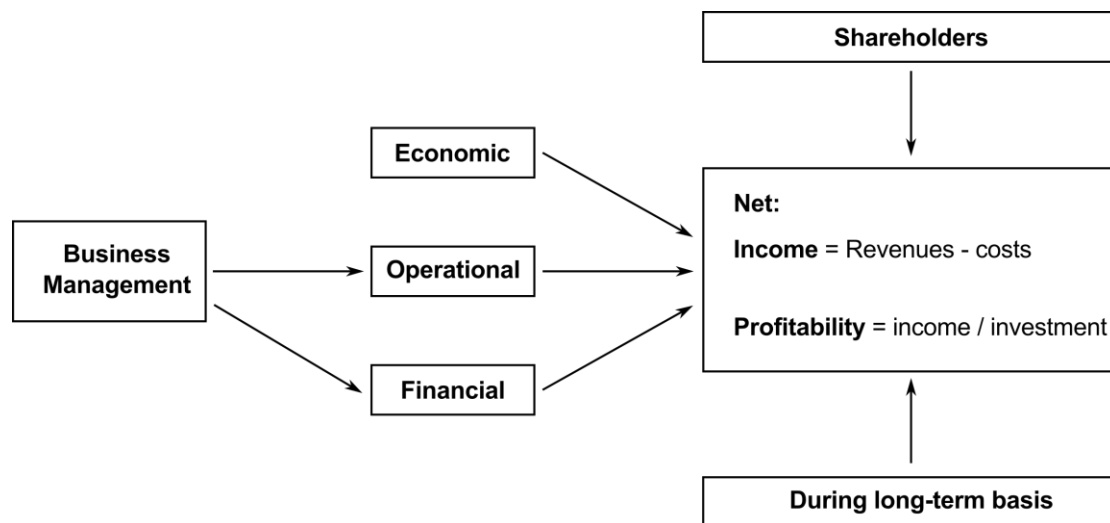 Shareholders
Economic
Net:
Business
Management
Income = Revenues - costs
Operational
Profitability = income / investment
Financial
During long-term basis